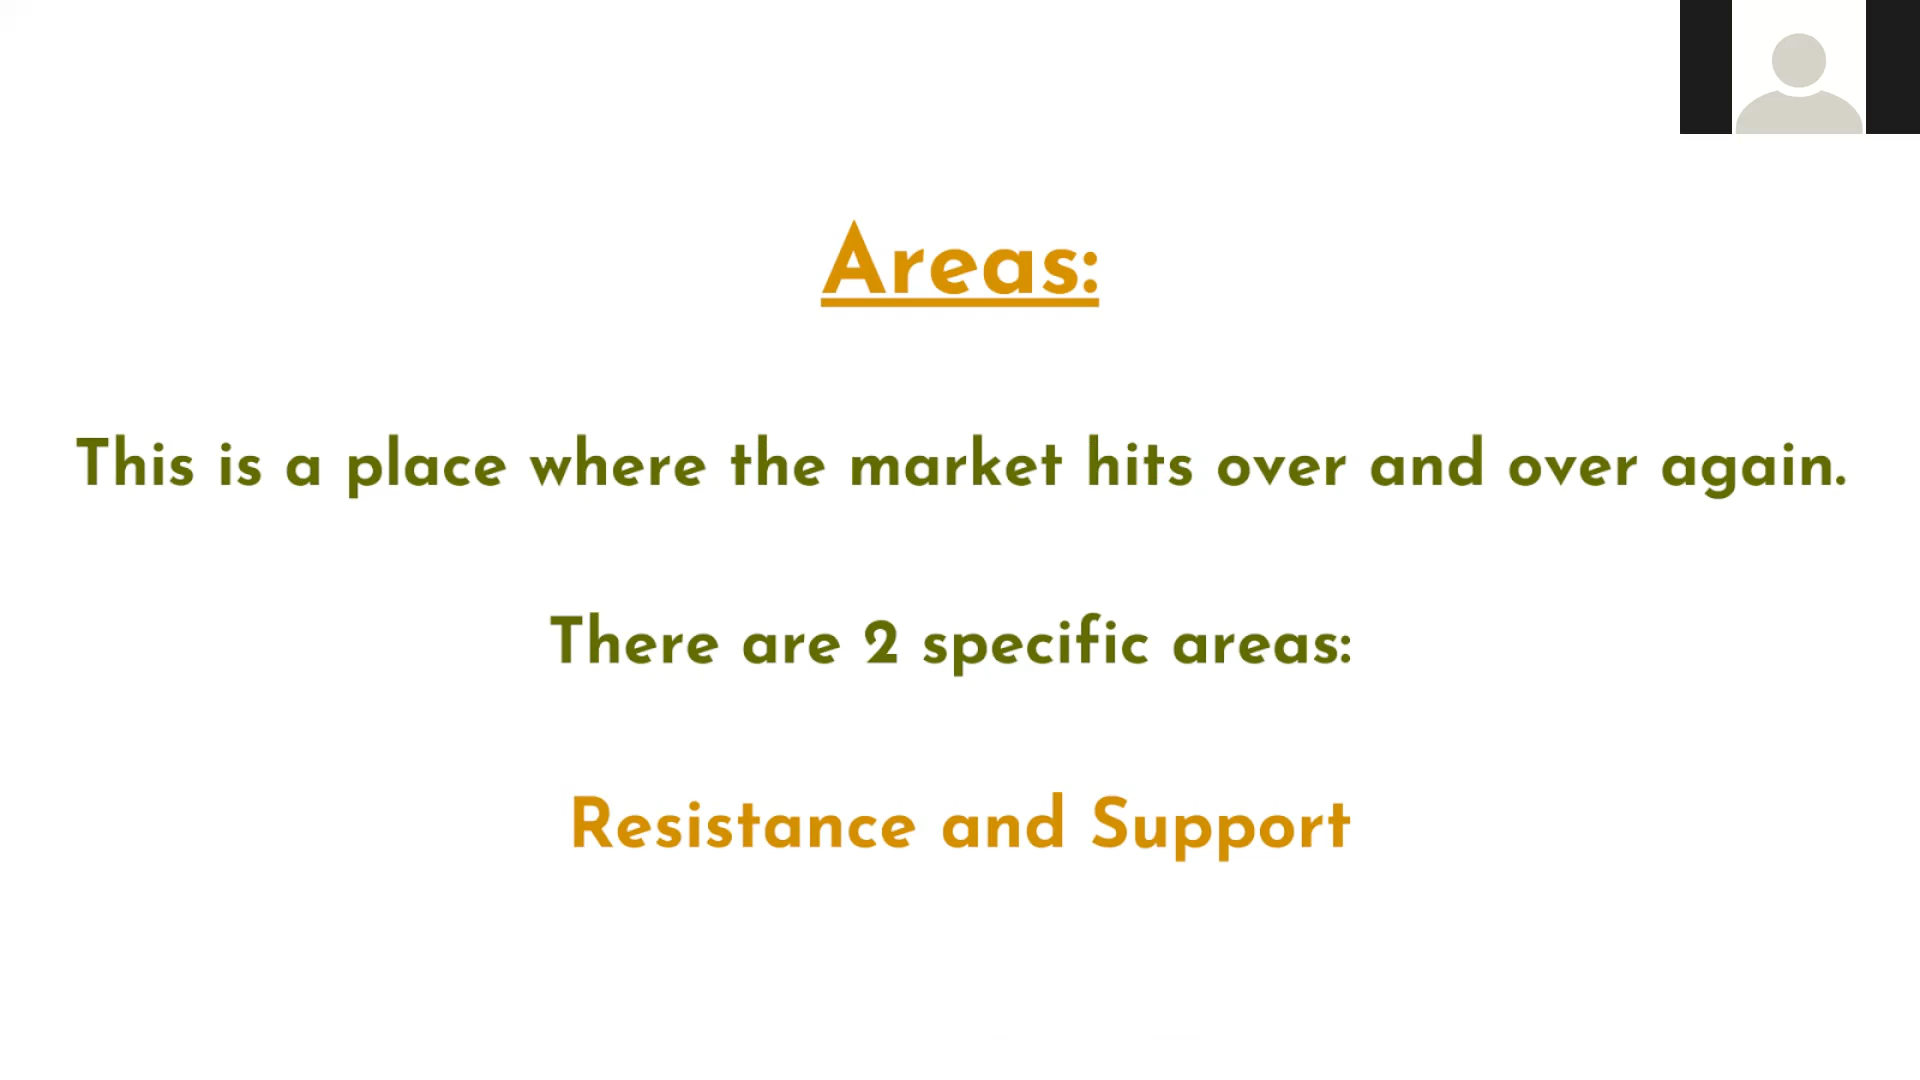 Areas:
This is a place where the market hits over and over again.
There are 2 specific areas:
Resistance and Support